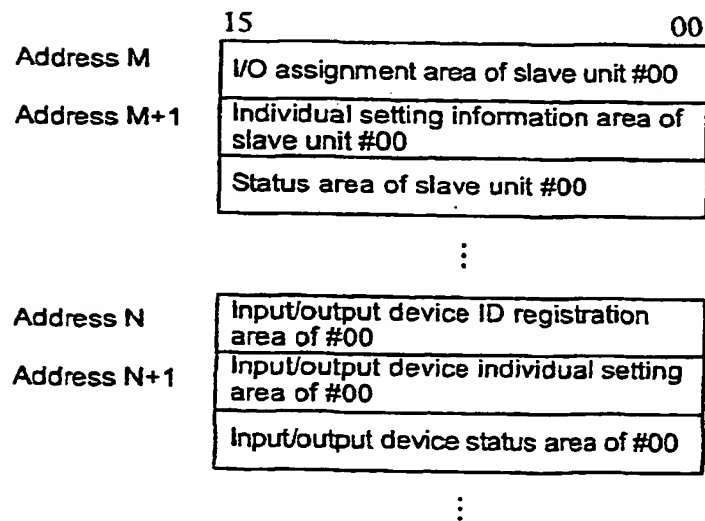 15 00
Address M
I/O assignment area of slave unit #00
Address M+1
Individual setting information area of
slave unit #00
Status area of slave unit #00
⋮
Address N
Input/output device ID registration
area of #00
Address N+1
Input/output device individual setting
area of #00
Input/output device status area of #00
⋮